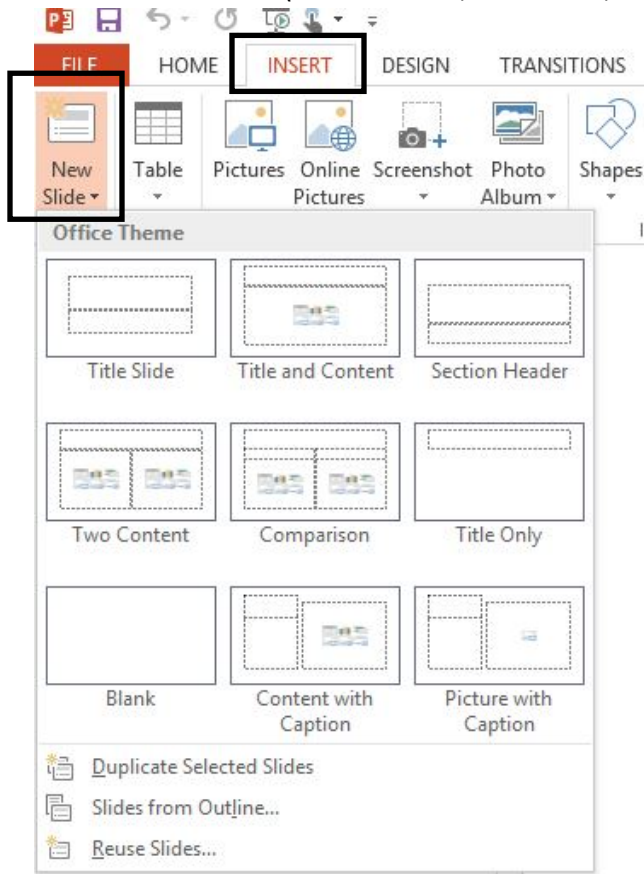 FILE HOME INSERT DESIGN TRANSITIONS
New Slide Table Pictures Online Pictures Screenshot Photo Album Shapes
Office Theme
Title Slide Title and Content Section Header
Two Content Comparison Title Only
Blank Content with Caption Picture with Caption
Duplicate Selected Slides
Slides from Outline...
Reuse Slides...